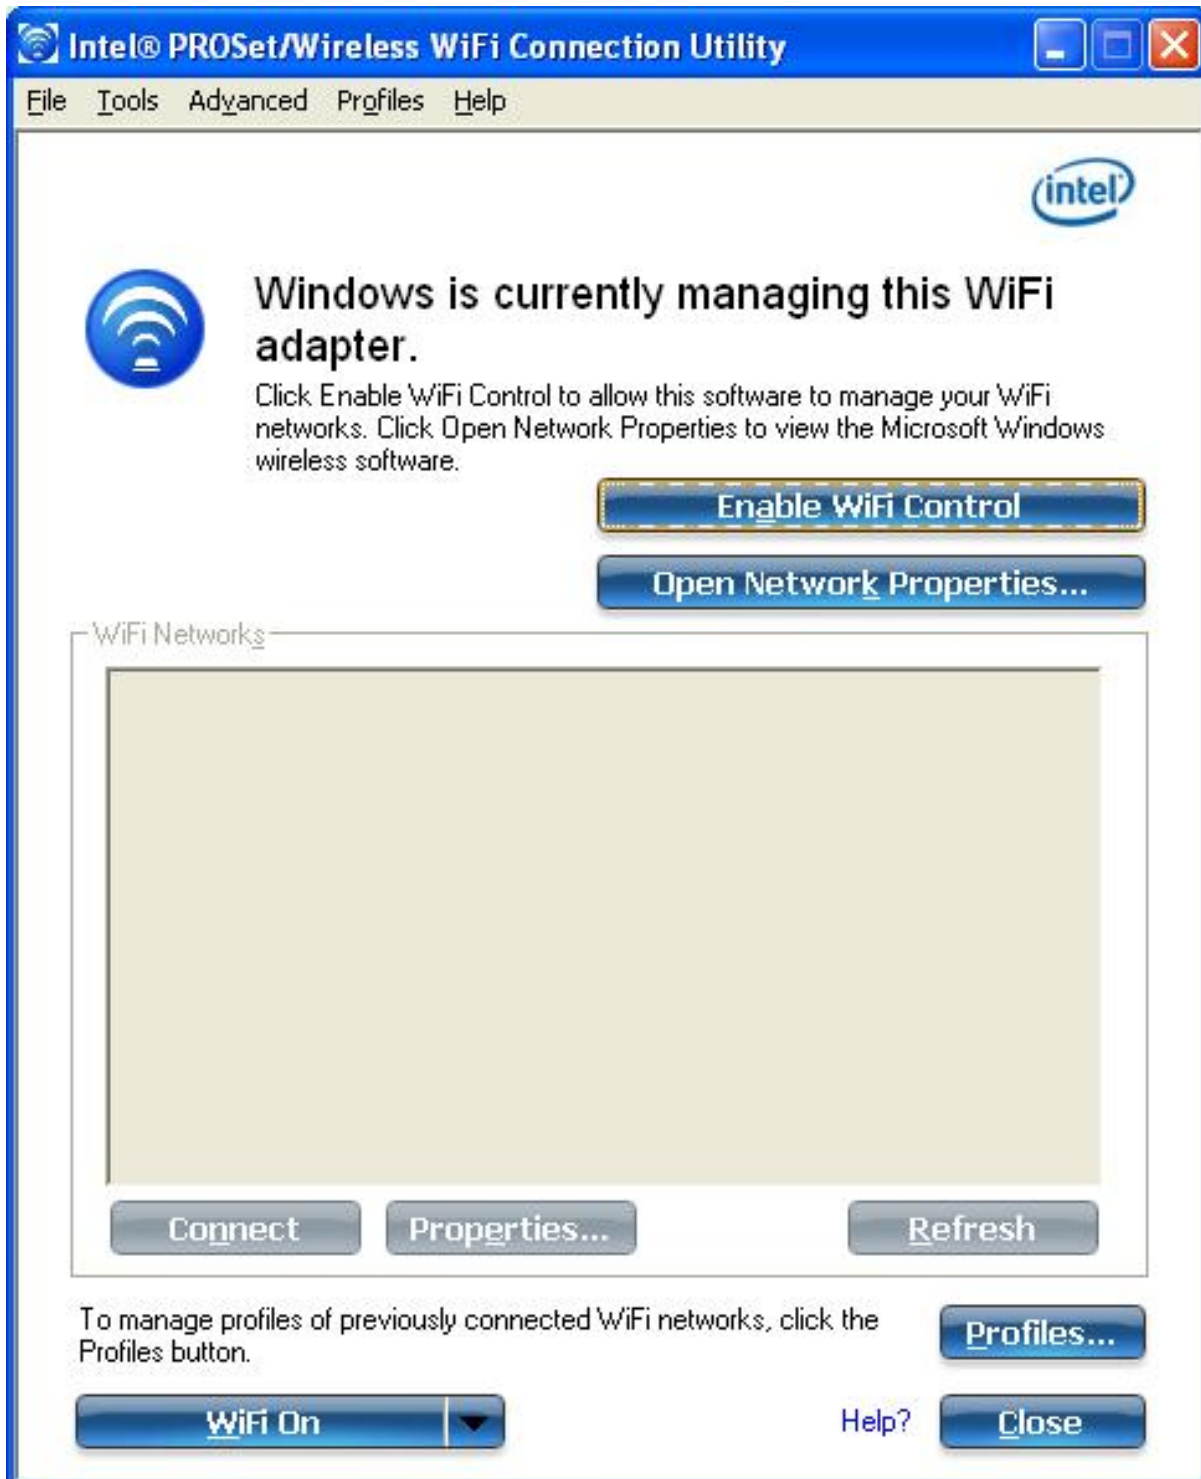 Intel® PROSet/Wireless WiFi Connection Utility
File Tools Advanced Profiles Help
intel
Windows is currently managing this WiFi
adapter.
Click Enable WiFi Control to allow this software to manage your WiFi
networks. Click Open Network Properties to view the Microsoft Windows
wireless software.
Enable WiFi Control
Open Network Properties...
WiFi Networks
Connect Properties... Refresh
To manage profiles of previously connected WiFi networks, click the
Profiles button.
Profiles...
WiFi On Help? Close